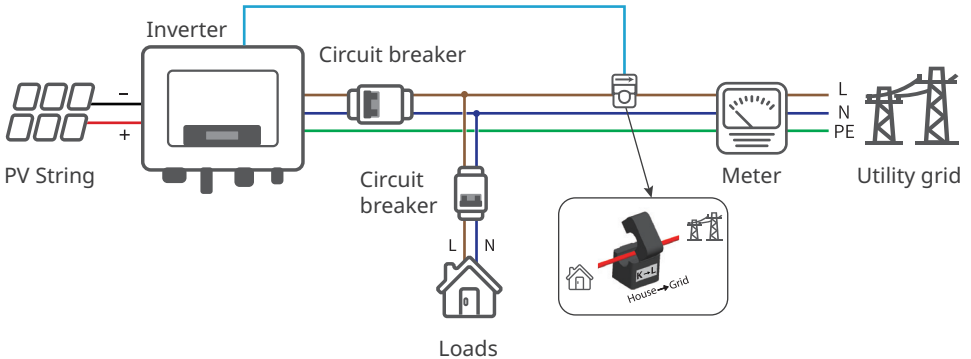 Inverter
Circuit breaker
−
+
PV String
L
N
PE
Meter
Utility grid
Circuit
breaker
L N
K→L
House→Grid
Loads